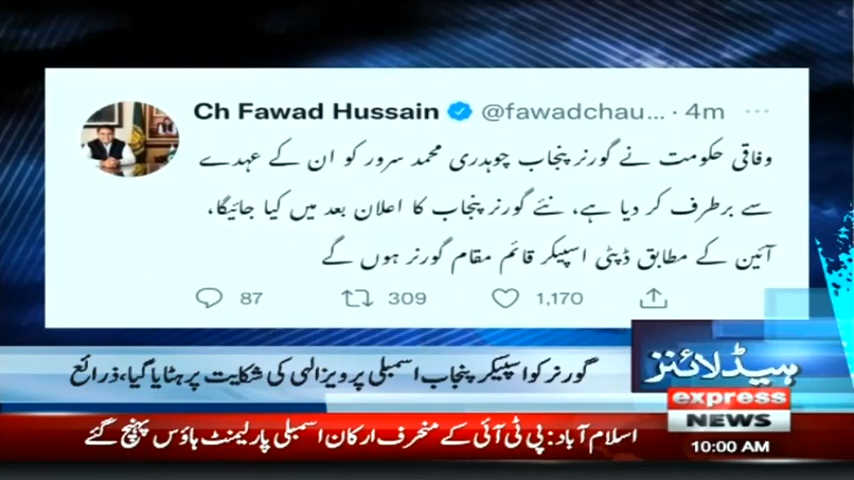 Ch Fawad Hussain @fawadchau... · 4m
وفاقی حکومت نے گورنر پنجاب چوہدری محمد سرور کو ان کے عہدے
سے برطرف کر دیا ہے، نئے گورنر پنجاب کا اعلان بعد میں کیا جائیگا،
آئین کے مطابق ڈپٹی اسپیکر قائم مقام گورنر ہوں گے
87 309 1,170
گورنر کو اسپیکر پنجاب اسمبلی پرویز الہی کی شکایت پر ہٹایا گیا، ذرائع
ہیڈلائنز
express
NEWS
اسلام آباد: پی ٹی آئی کے منحرف ارکان اسمبلی پارلیمنٹ ہاؤس پہنچ گئے
10:00 AM